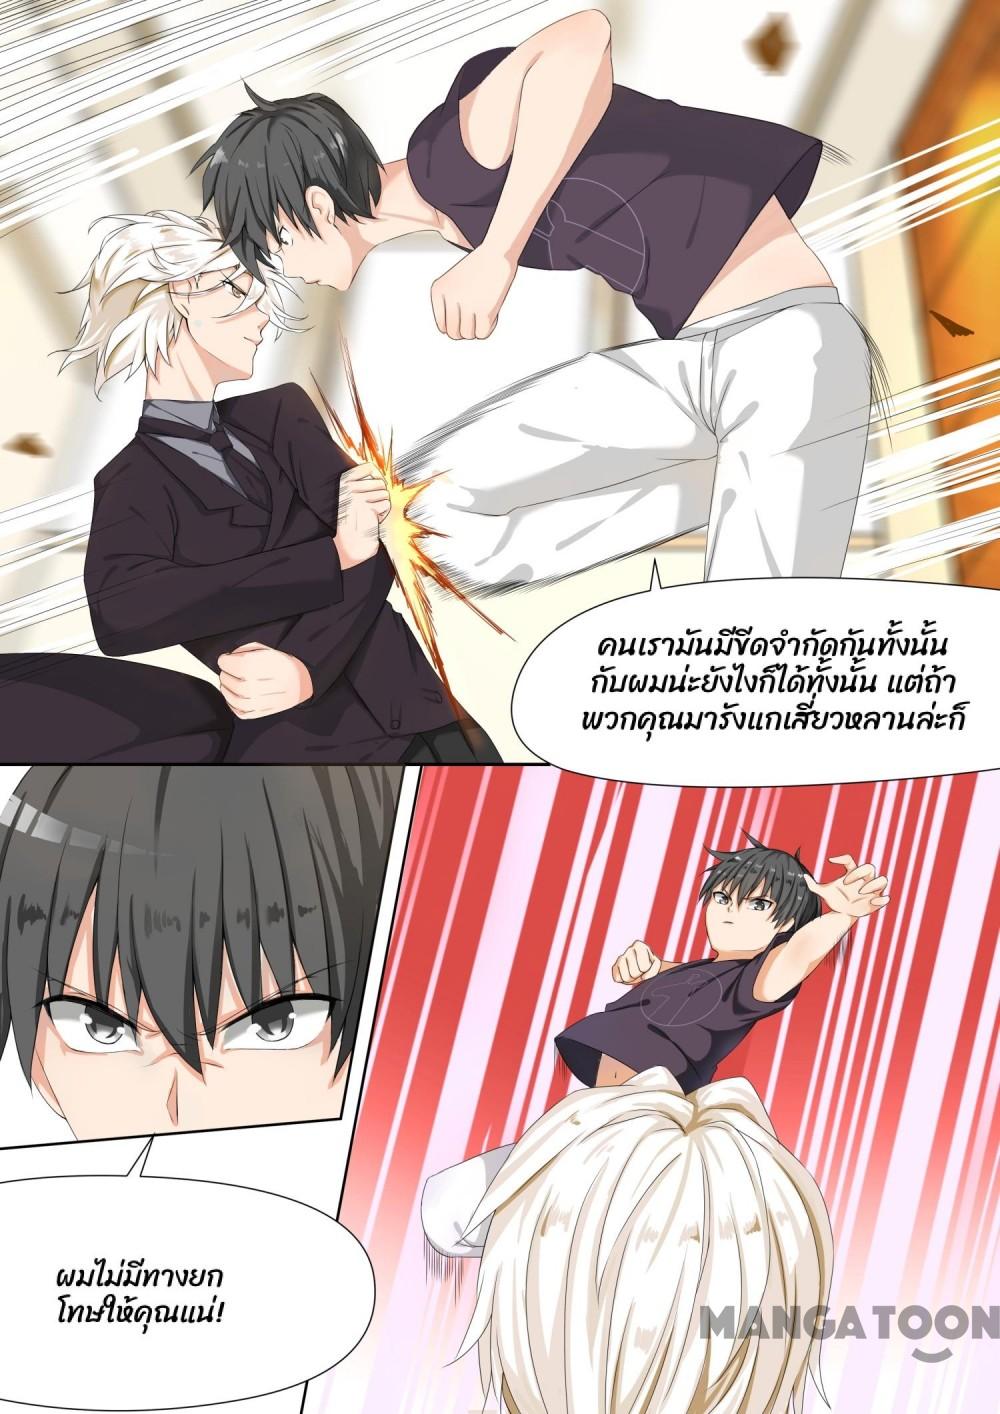 คนเรามันมีขีดจำกัดกันทั้งนั้น
กับผมน่ะยังไงก็ได้ทั้งนั้น แต่ถ้า
พวกคุณมารังแกเสี่ยวหลานล่ะก็
ผมไม่มีทางยก
โทษให้คุณแน่!
MANGATOON